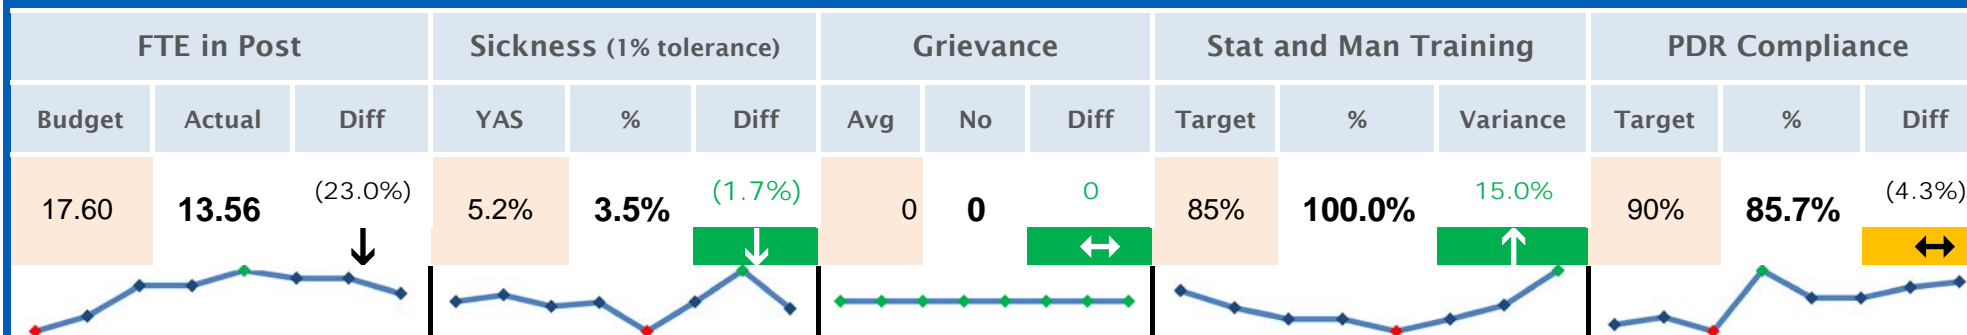 FTE in Post Sickness (1% tolerance) Grievance Stat and Man Training PDR Compliance
Budget Actual Diff YAS % Diff Avg No Diff Target % Variance Target % Diff
17.60 13.56 (23.0%) 5.2% 3.5% (1.7%) 0 0 0 85% 100.0% 15.0% 90% 85.7% (4.3%)